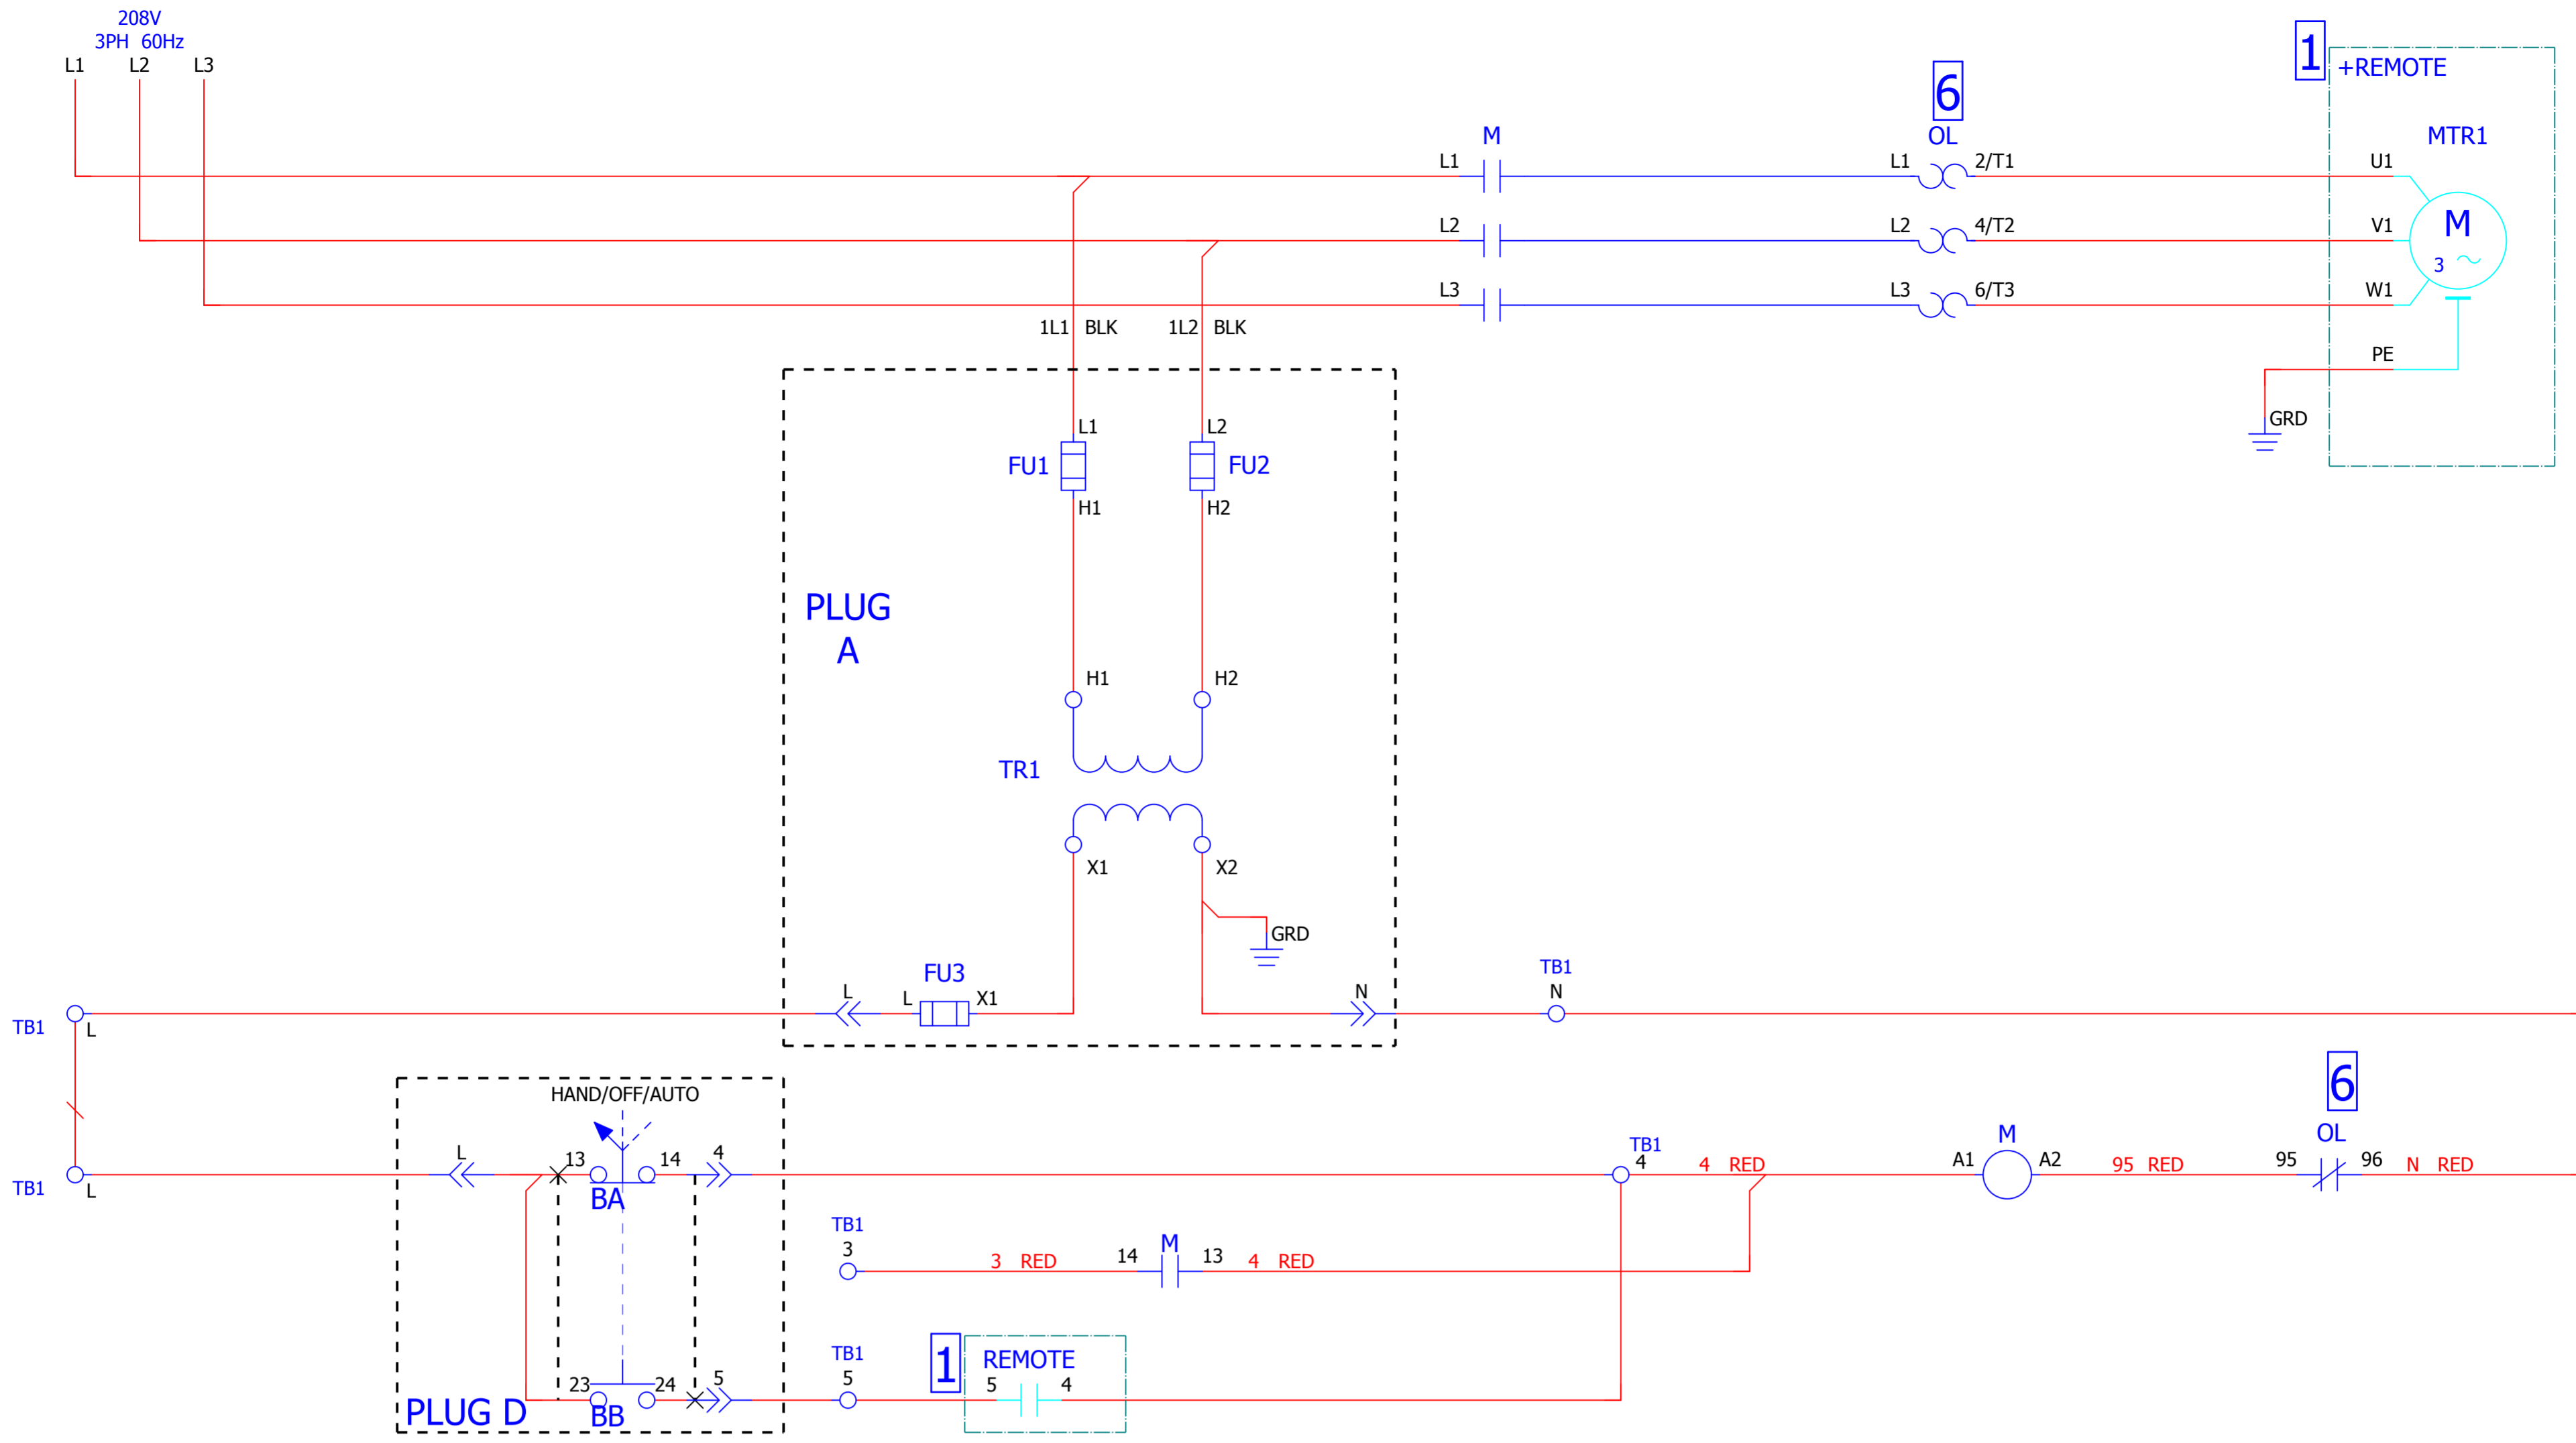 208V
3PH 60Hz
L1 L2 L3
1
+REMOTE
6
OL
M
MTR1
L1 L1 2/T1 U1
L2 L2 4/T2 V1
M
3
L3 L3 6/T3 W1
1L1 BLK 1L2 BLK
PE
GRD
L1 L2
FU1 FU2
H1 H2
PLUG
A
H1 H2
TR1
X1 X2
GRD
FU3
L L X1 N
TB1
N
TB1
L
HAND/OFF/AUTO
6
OL
TB1
L
L 13 14 4
BA
TB1
4
4 RED
M
A1 A2
95 RED
95 96
N RED
TB1
3
3 RED
14 M 13
4 RED
TB1
5
1
REMOTE
5 4
23 24 5
BB
PLUG D